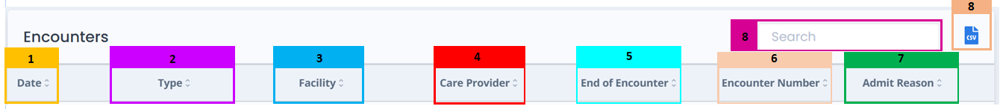 8
Encounters
8
Search
CSV
1
2
3
4
5
6
7
Date
Type
Facility
Care Provider
End of Encounter
Encounter Number
Admit Reason